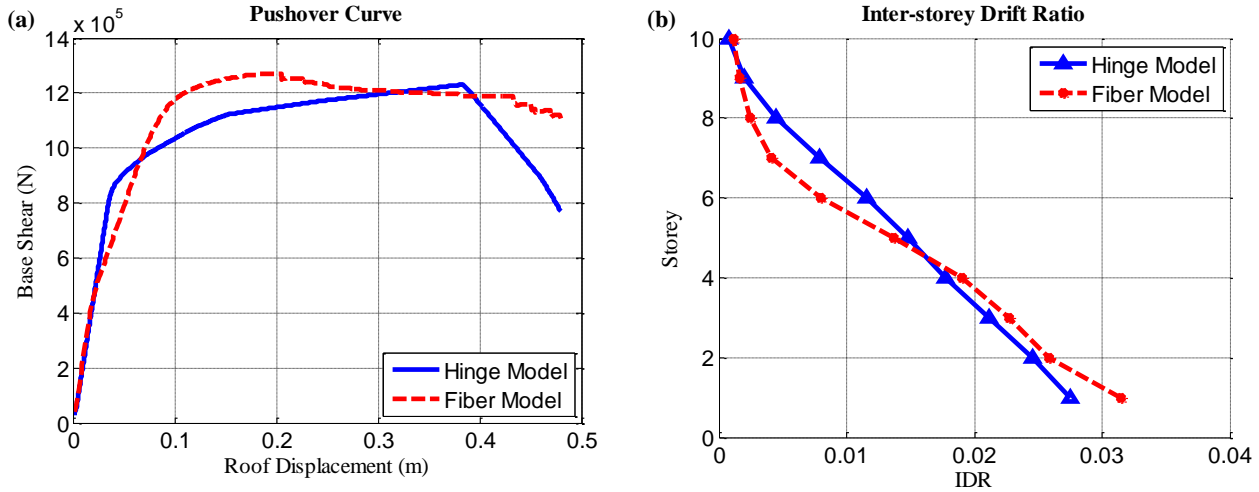 (a)
Pushover Curve
× 10^5
14
12
10
8
6
4
2
0
Base Shear (N)
Hinge Model
Fiber Model
0 0.1 0.2 0.3 0.4 0.5
Roof Displacement (m)
(b)
Inter-storey Drift Ratio
10
8
6
4
2
0
Storey
Hinge Model
Fiber Model
0 0.01 0.02 0.03 0.04
IDR